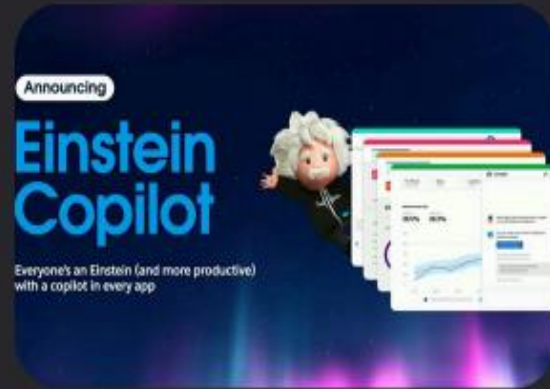 Announcing
Einstein
Copilot
Everyone's an Einstein (and more productive)
with a copilot in every app